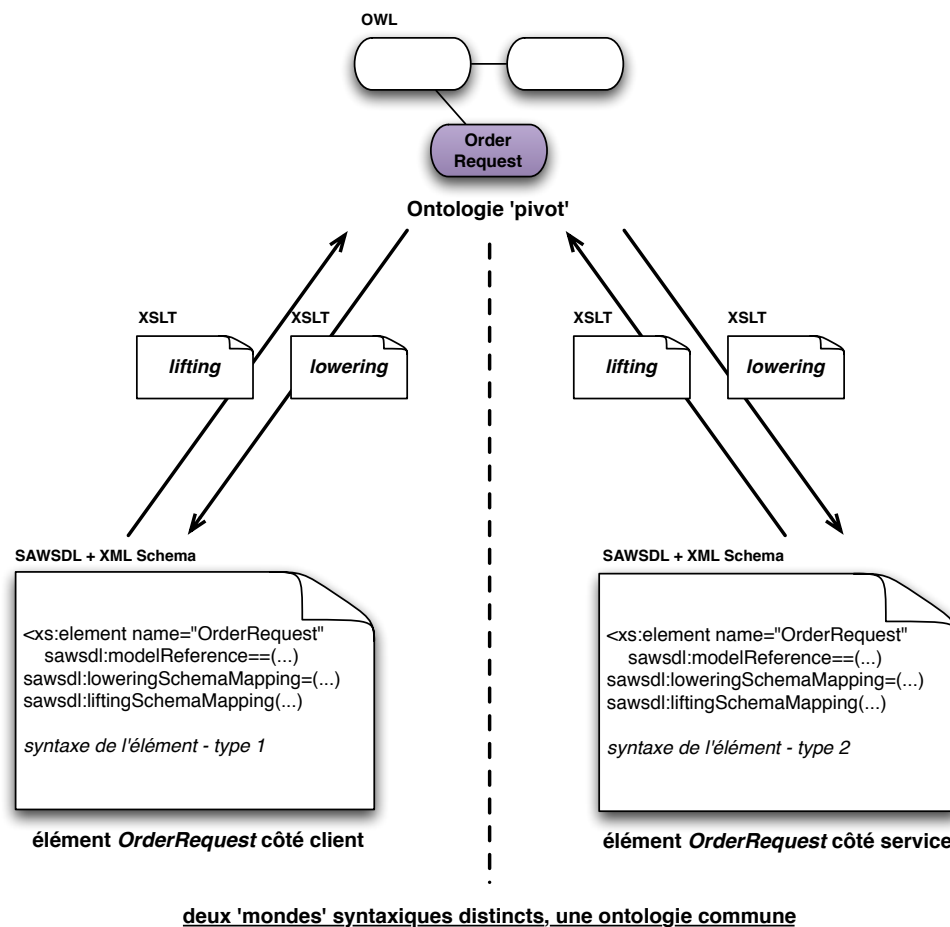 OWL
Order
Request
Ontologie 'pivot'
XSLT
lifting
XSLT
lowering
XSLT
lifting
XSLT
lowering
SAWSDL + XML Schema
<xs:element name="OrderRequest"
sawsdl:modelReference==(...)
sawsdl:loweringSchemaMapping=(...)
sawsdl:liftingSchemaMapping(...)
syntaxe de l'élément - type 1
élément OrderRequest côté client
SAWSDL + XML Schema
<xs:element name="OrderRequest"
sawsdl:modelReference==(...)
sawsdl:loweringSchemaMapping=(...)
sawsdl:liftingSchemaMapping(...)
syntaxe de l'élément - type 2
élément OrderRequest côté service
deux 'mondes' syntaxiques distincts, une ontologie commune